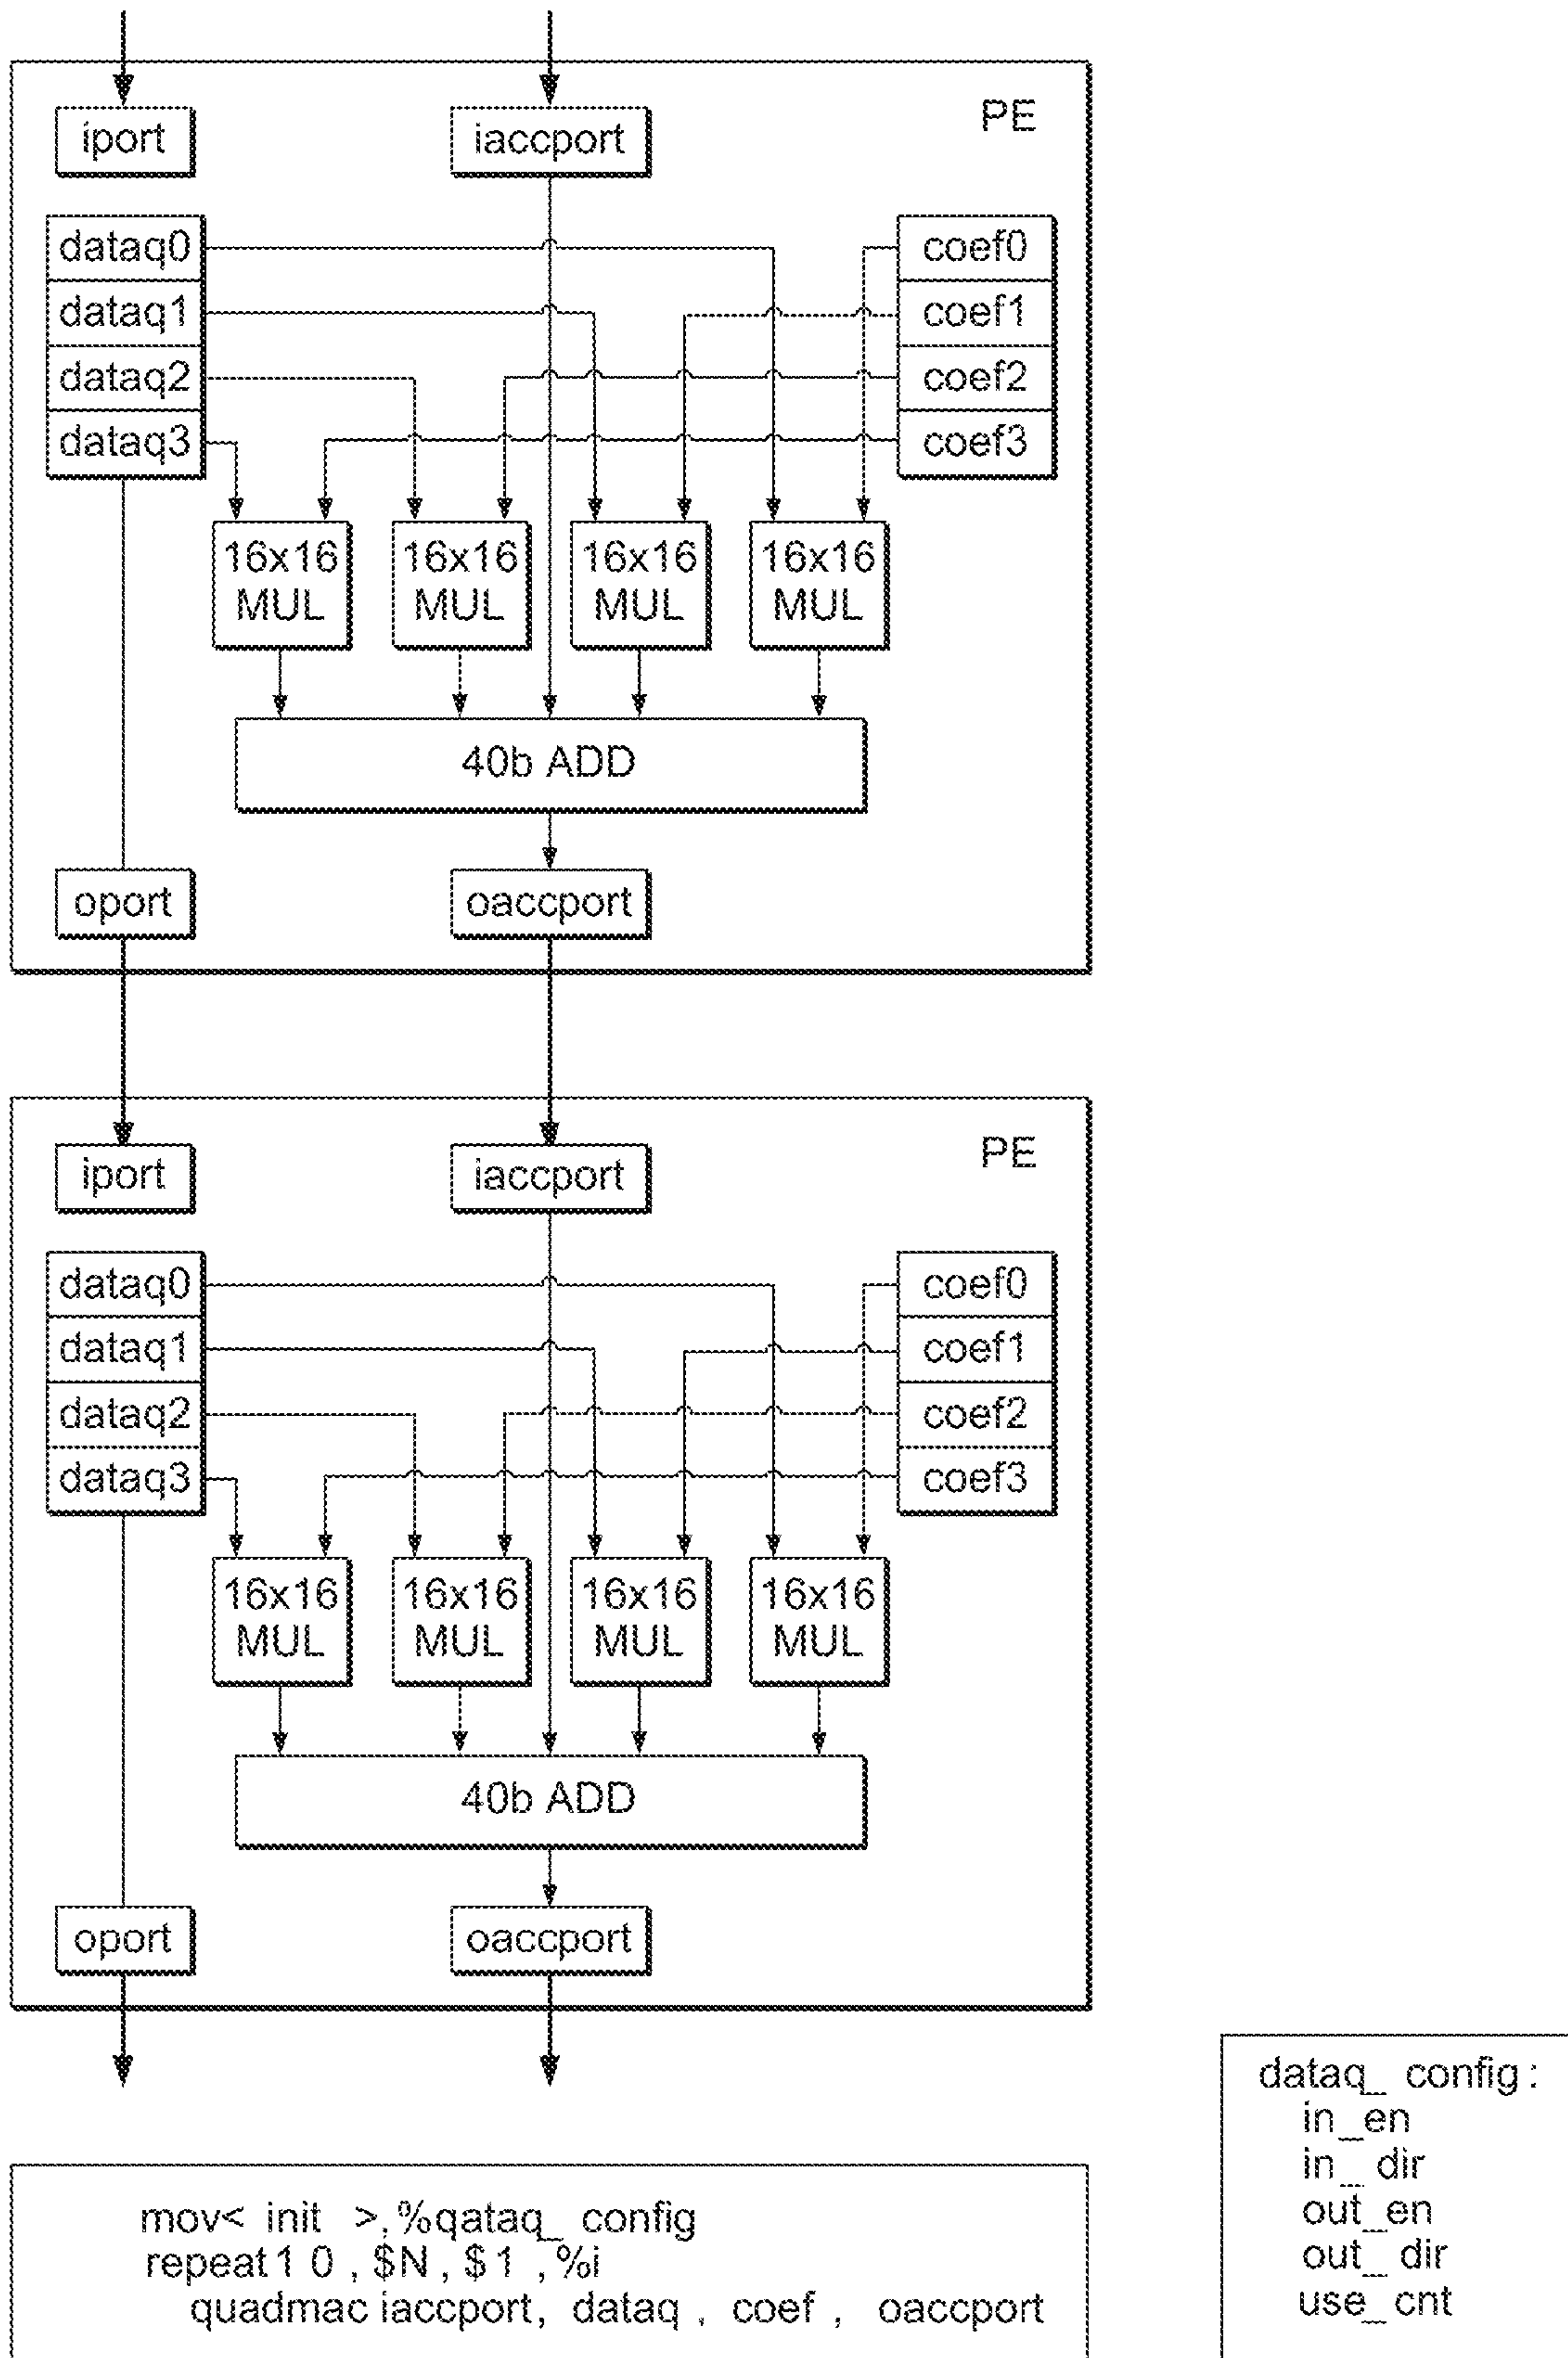 iport iaccport PE
dataq0 coef0
dataq1 coef1
dataq2 coef2
dataq3 coef3
16x16 16x16 16x16 16x16
MUL MUL MUL MUL
40b ADD
oport oaccport
iport iaccport PE
dataq0 coef0
dataq1 coef1
dataq2 coef2
dataq3 coef3
16x16 16x16 16x16 16x16
MUL MUL MUL MUL
40b ADD
oport oaccport
dataq_ config :
in_en
in_ dir
out_en
out_ dir
use_cnt
mov< init >,%qataq_ config
repeat1 0 , $N , $ 1 ,%i
quadmac iaccport, dataq , coef , oaccport